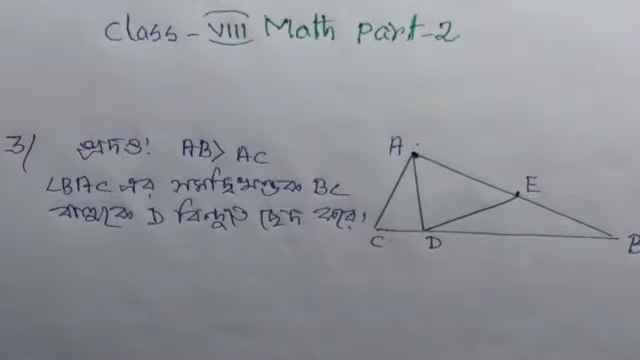 Class - VIII Math Part-2
3/ প্রদত্ত: AB > AC
∠BAC এর সমদ্বিখণ্ডক BC
বাহুকে D বিন্দুতে ছেদ করে।
A
E
C D B